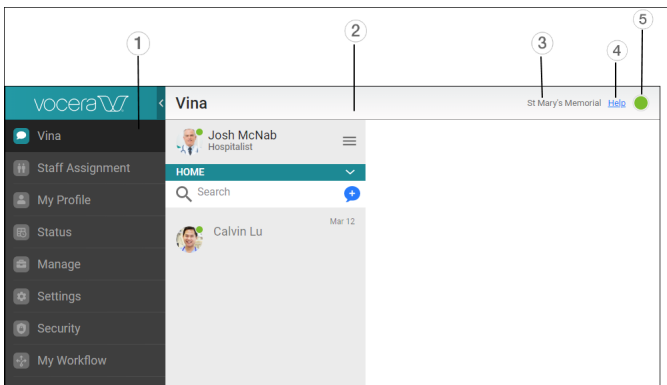 1
2
3
4
5
vocera
Vina
St Mary's Memorial Help
Vina
Staff Assignment
My Profile
Status
Manage
Settings
Security
My Workflow
Josh McNab
Hospitalist
HOME
Search
Mar 12
Calvin Lu